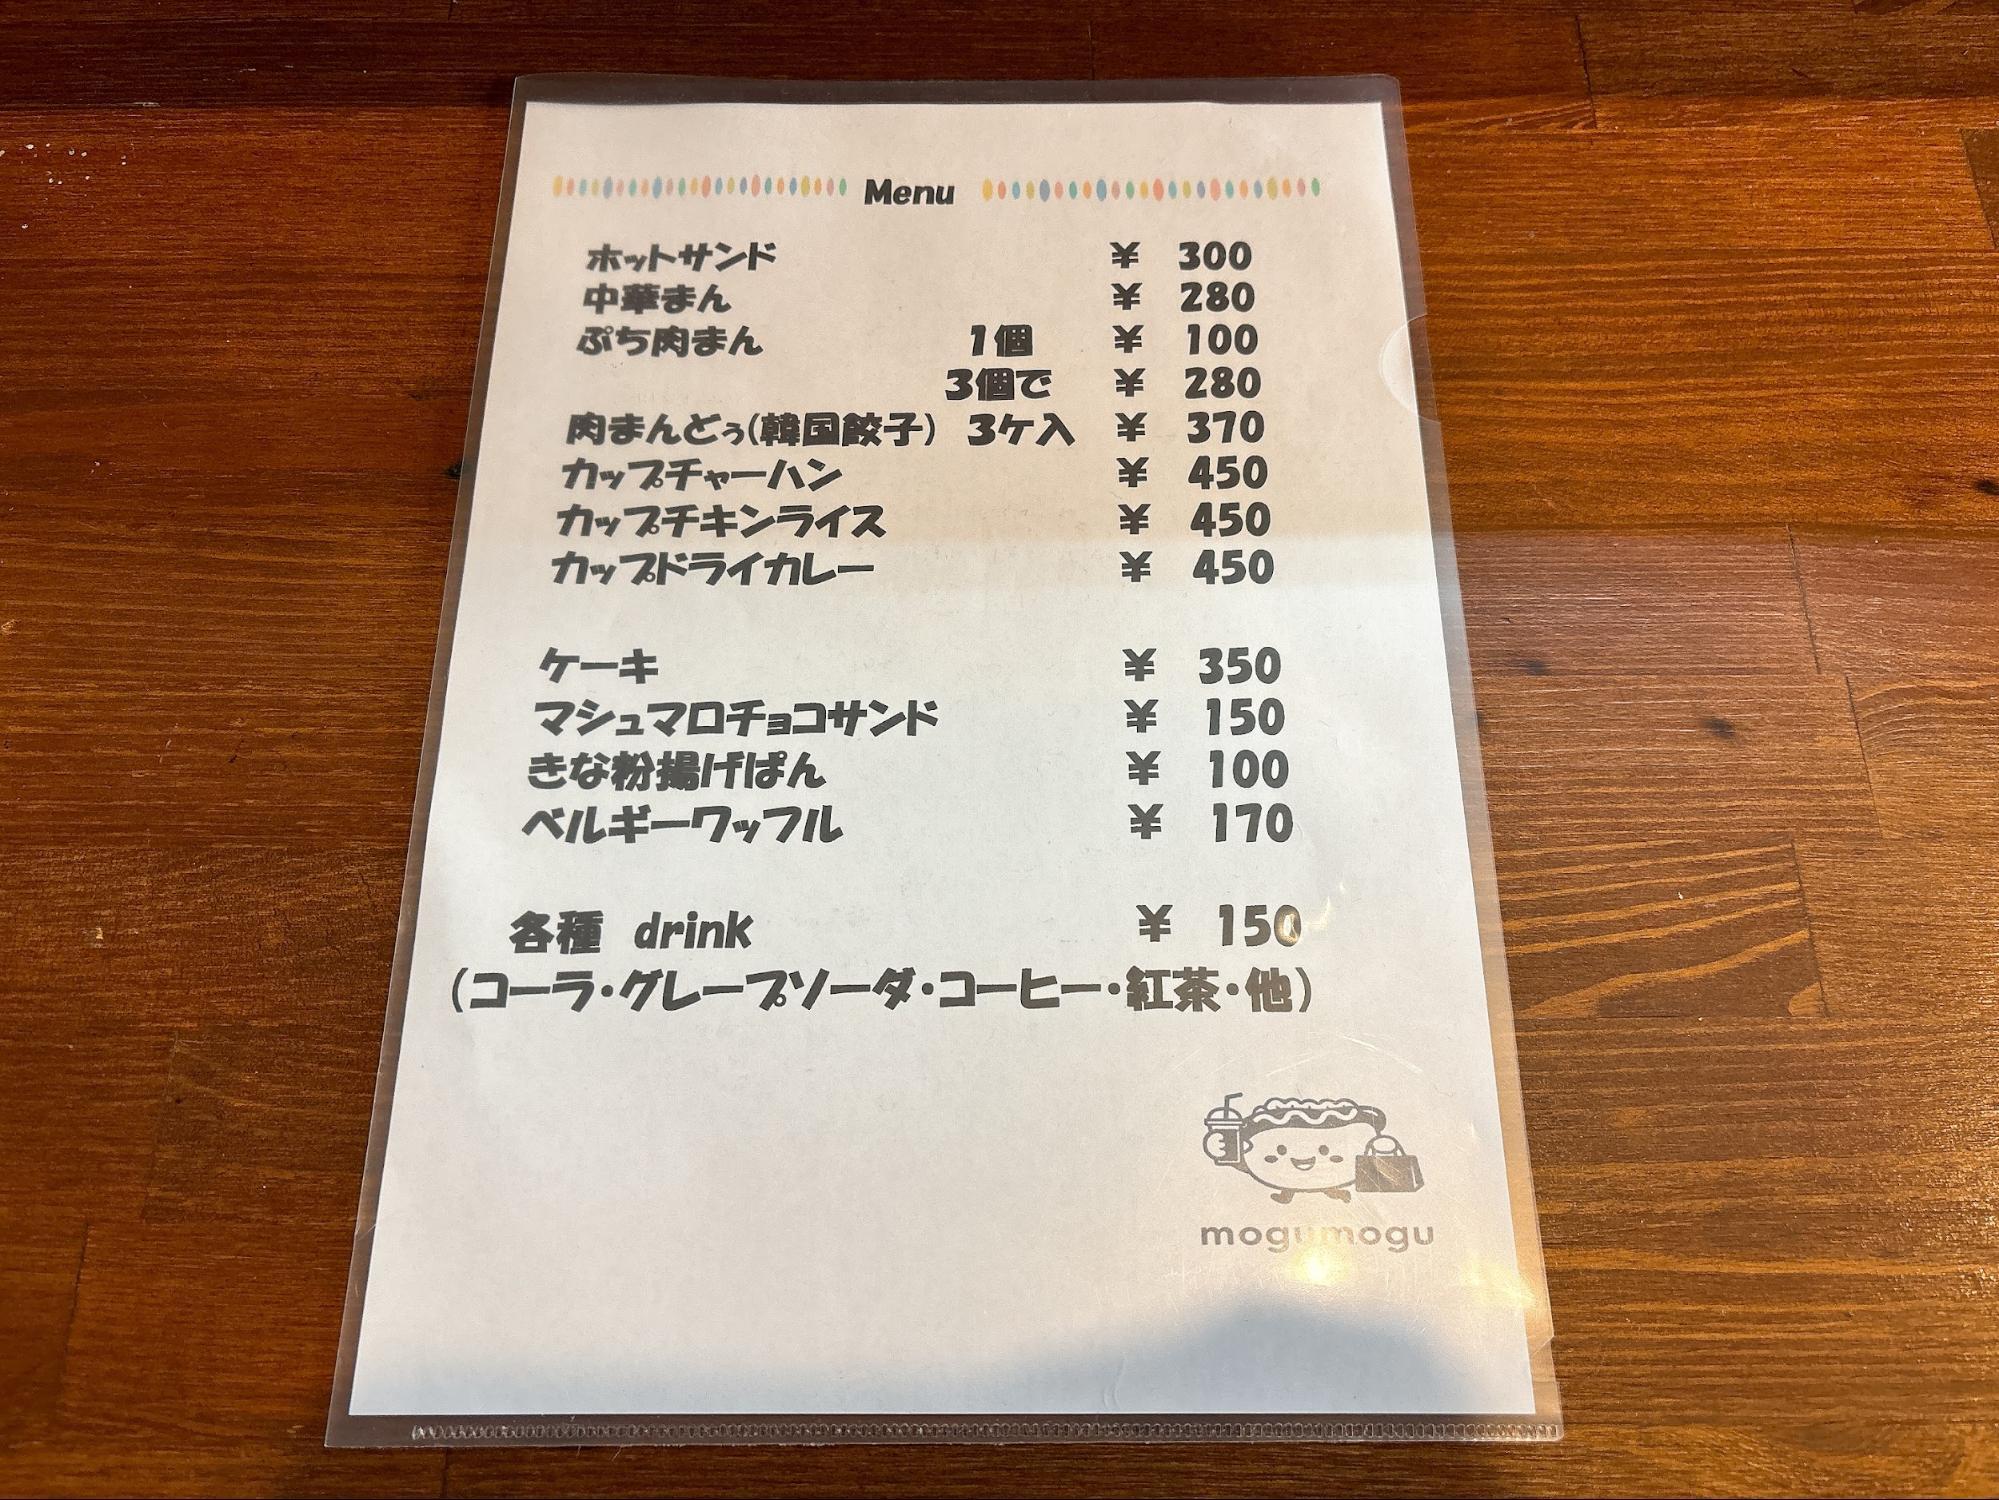 Menu
ホットサンド ¥ 300
中華まん ¥ 280
ぷち肉まん 1個 ¥ 100
3個で ¥ 280
肉まんどぅ(韓国餃子) 3ケ入 ¥ 370
カップチャーハン ¥ 450
カップチキンライス ¥ 450
カップドライカレー ¥ 450
ケーキ ¥ 350
マシュマロチョコサンド ¥ 150
きな粉揚げぱん ¥ 100
ベルギーワッフル ¥ 170
各種 drink ¥ 150
(コーラ・グレープソーダ・コーヒー・紅茶・他)
mogumogu